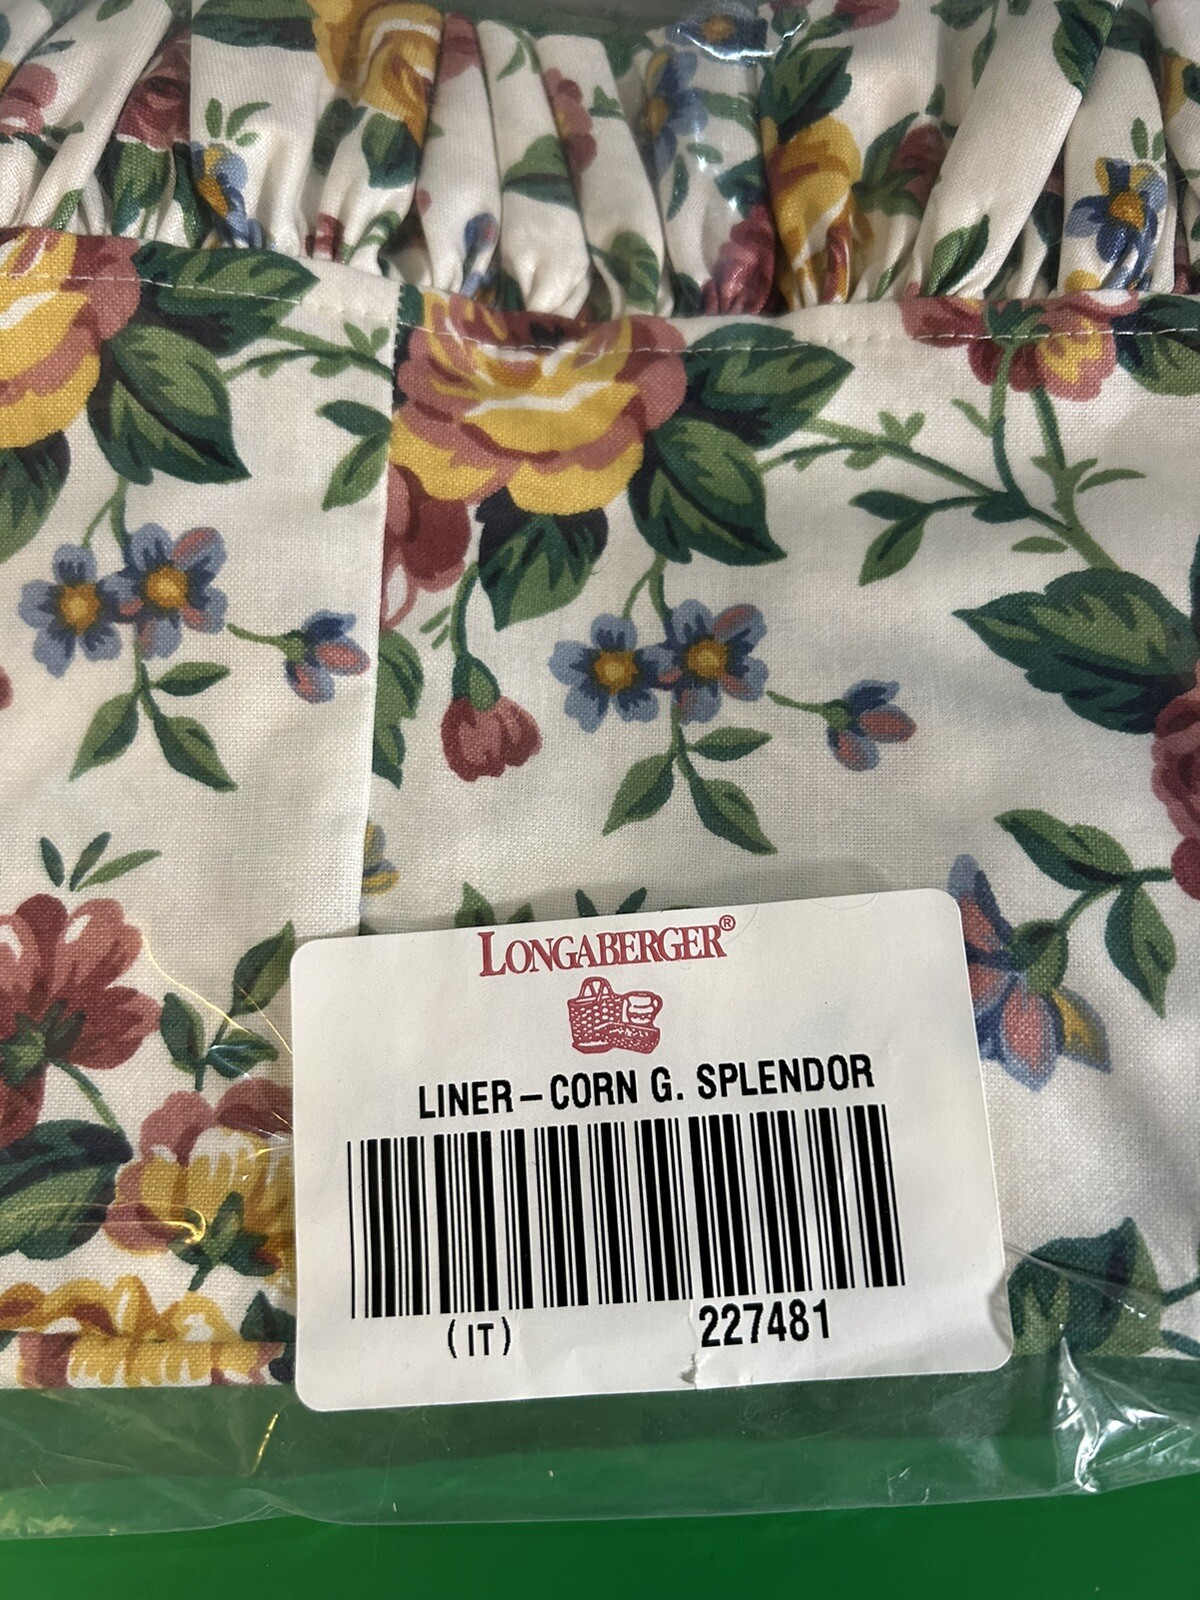 LONGABERGER®
LINER-CORN G. SPLENDOR
(IT) 227481